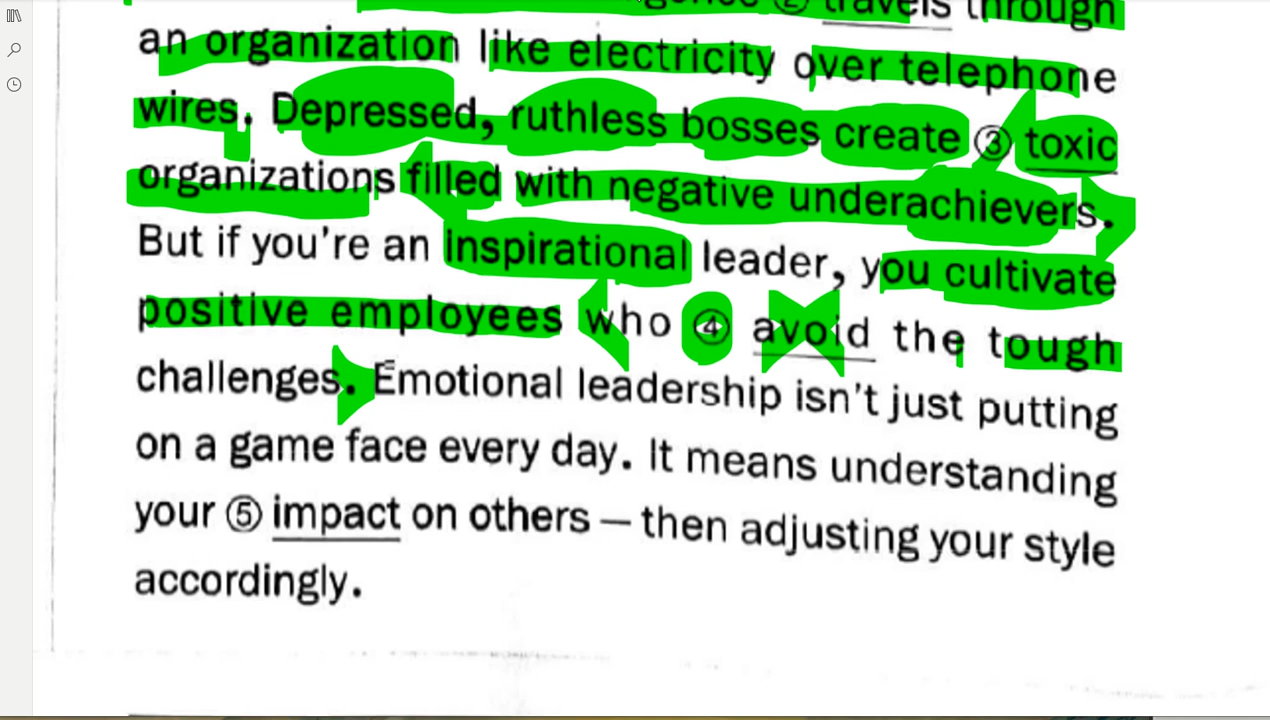 ② travels through
an organization like electricity over telephone
wires. Depressed, ruthless bosses create ③ toxic
organizations filled with negative underachievers.
But if you're an inspirational leader, you cultivate
positive employees who ④ avoid the tough
challenges. Emotional leadership isn't just putting
on a game face every day. It means understanding
your ⑤ impact on others — then adjusting your style
accordingly.